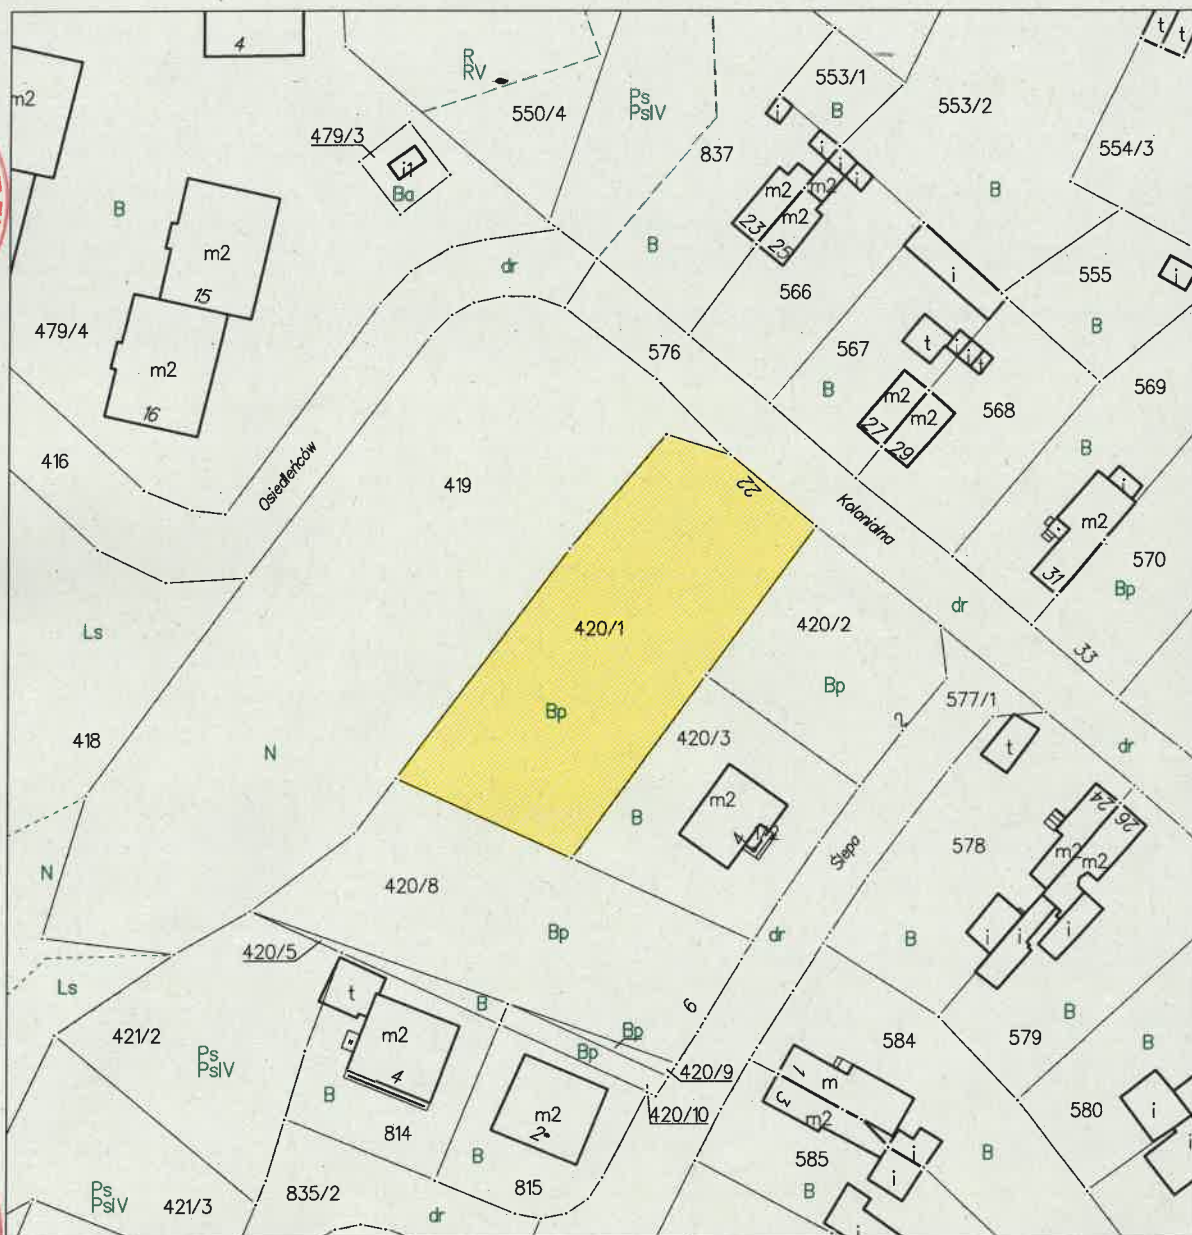 4
R
RV
550/4
Ps
PsIV
553/1
B
553/2
t
t
m2
479/3
i1
Ba
837
i
i
i
i
554/3
B
B
m2
m2
m2
23
25
B
m2
15
dr
566
i
555
i
B
479/4
m2
16
576
567
t
i
i
t
569
B
m2
m2
27
29
568
416
419
Osiedleńców
22
Kolonialna
B
i
m2
31
570
Bp
Ls
420/1
420/2
dr
33
418
N
Bp
Bp
2
577/1
420/3
t
dr
m2
4
B
24
26
N
420/8
Ślepa
578
m2
m2
420/5
Bp
dr
B
i
i
i
Ls
t
B
6
421/2
m2
Bp
Bp
584
579
B
B
Ps
PsIV
4
420/9
1
m
B
420/10
3
m2
580
i
814
m2
2
i
i
B
i
B
585
Ps
PsIV
421/3
835/2
815
B
dr
i